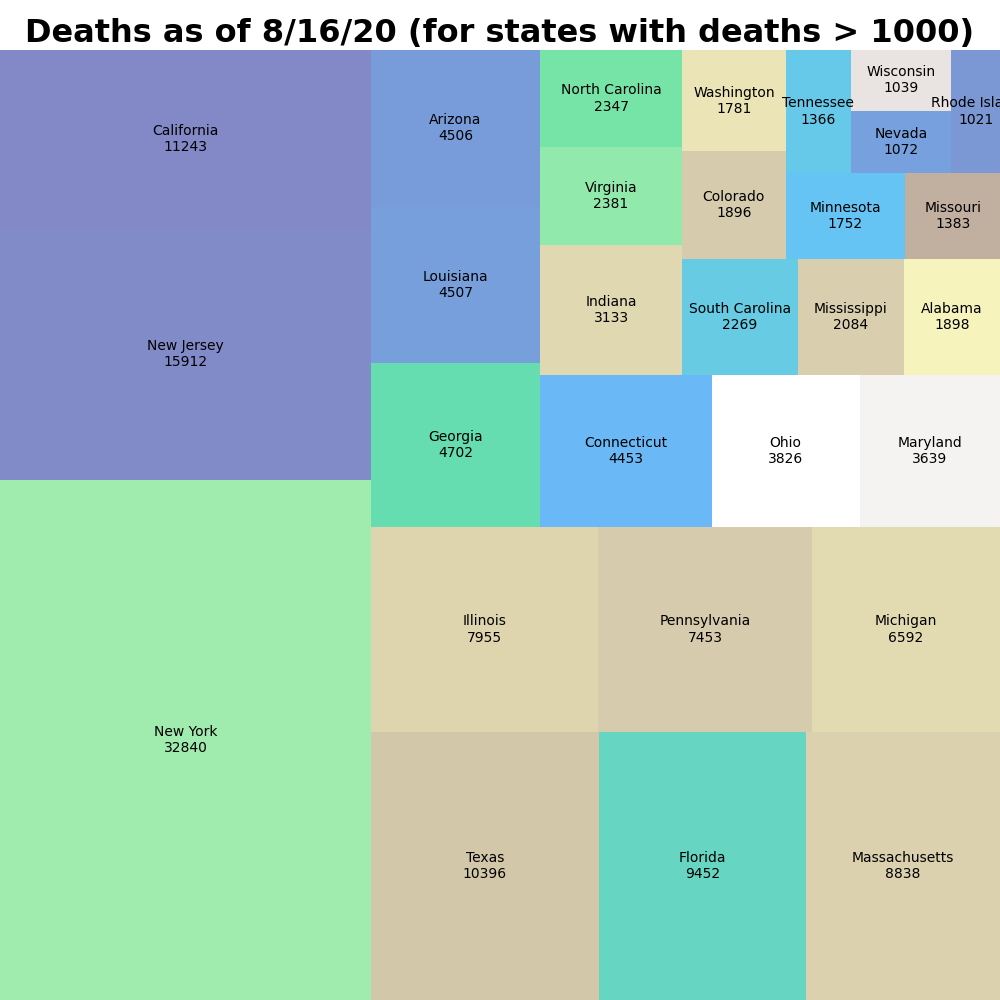 Deaths as of 8/16/20 (for states with deaths > 1000)
California
11243
New Jersey
15912
New York
32840
Arizona
4506
Louisiana
4507
Georgia
4702
North Carolina
2347
Virginia
2381
Indiana
3133
Washington
1781
Colorado
1896
Tennessee
1366
Wisconsin
1039
Nevada
1072
Rhode Isla
1021
Minnesota
1752
Missouri
1383
South Carolina
2269
Mississippi
2084
Alabama
1898
Connecticut
4453
Ohio
3826
Maryland
3639
Illinois
7955
Pennsylvania
7453
Michigan
6592
Texas
10396
Florida
9452
Massachusetts
8838